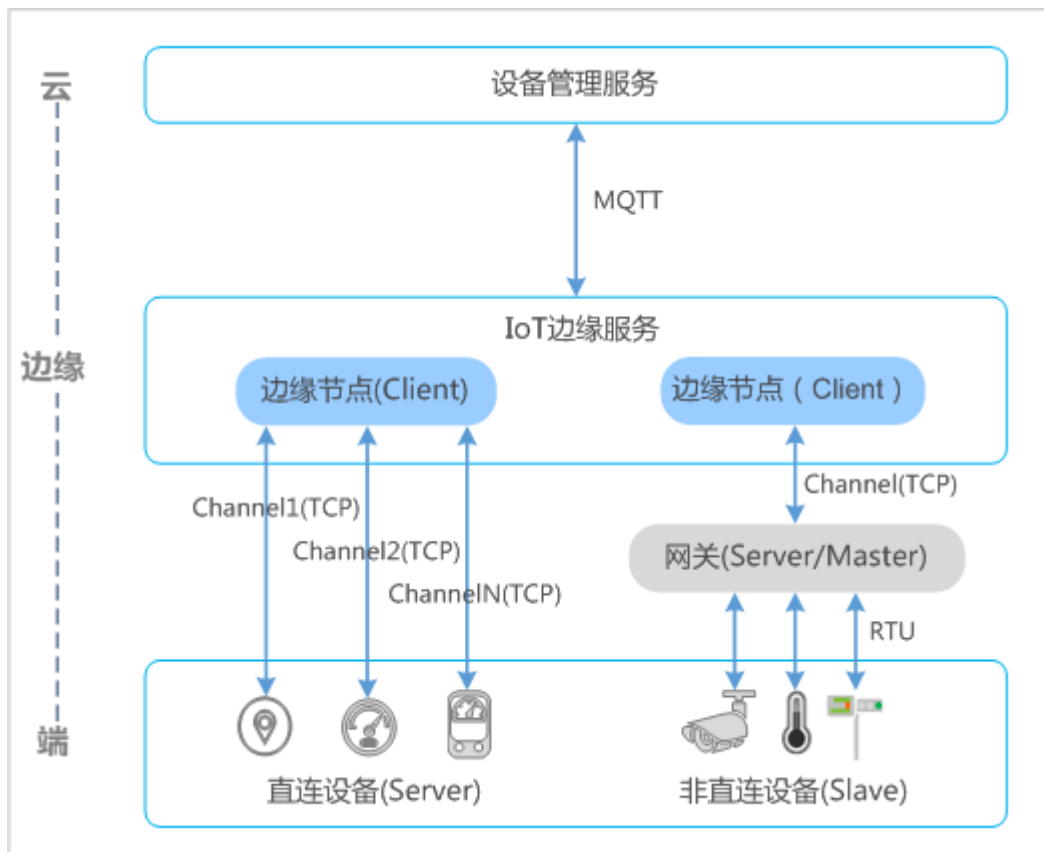 云
设备管理服务
MQTT
IoT边缘服务
边缘
边缘节点(Client)
边缘节点（Client）
Channel1(TCP)
Channel2(TCP)
ChannelN(TCP)
Channel(TCP)
网关(Server/Master)
RTU
端
直连设备(Server)
非直连设备(Slave)